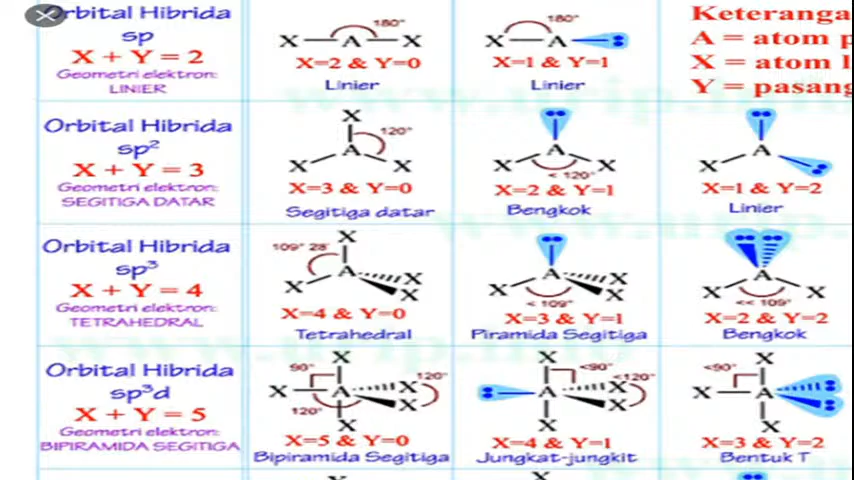 Orbital Hibrida
sp
X + Y = 2
Geometri elektron:
LINIER
180°
X A X
X=2 & Y=0
Linier
180°
X A
X=1 & Y=1
Linier
Keteranga
A = atom p
X = atom l
Y = pasang
Orbital Hibrida
sp²
X + Y = 3
Geometri elektron:
SEGITIGA DATAR
X
120°
A
X X
X=3 & Y=0
Segitiga datar
A
X X
< 120°
X=2 & Y=1
Bengkok
A
X
X=1 & Y=2
Linier
Orbital Hibrida
sp³
X + Y = 4
Geometri elektron:
TETRAHEDRAL
X
109° 28'
A
X X
X
X=4 & Y=0
Tetrahedral
A X
X X
< 109°
X=3 & Y=1
Piramida Segitiga
A
X X
<< 109°
X=2 & Y=2
Bengkok
Orbital Hibrida
sp³d
X + Y = 5
Geometri elektron:
BIPIRAMIDA SEGITIGA
X
90° 120°
X A X
X
120°
X
X=5 & Y=0
Bipiramida Segitiga
X
<90°
<120°
A X
X
X
X=4 & Y=1
Jungkat-jungkit
X
<90°
X A
X
X=3 & Y=2
Bentuk T